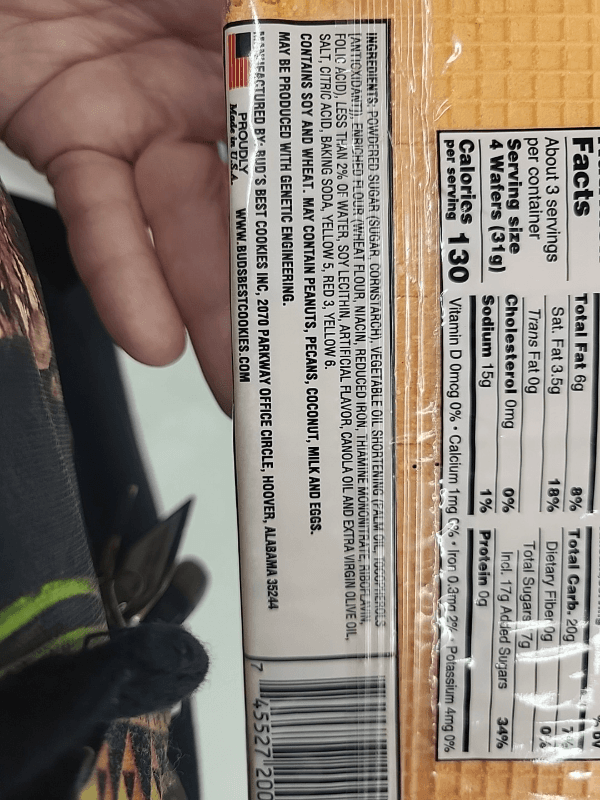 Facts
About 3 servings
per container
Serving size
4 Wafers (31g)
Calories 130
per serving
Total Fat 6g 8%
Sat. Fat 3.5g 18%
Trans Fat 0g
Cholesterol 0mg 0%
Sodium 15g 1%
Total Carb. 20g 7%
Dietary Fiber 0g 0%
Total Sugars 17g
Incl. 17g Added Sugars 34%
Protein 0g
Vitamin D 0mcg 0% • Calcium 1mg 0% • Iron 0.3mg 2% • Potassium 4mg 0%
INGREDIENTS: POWDERED SUGAR (SUGAR, CORNSTARCH), VEGETABLE OIL SHORTENING (PALM OIL, TOCOPHEROLS
(ANTIOXIDANT)), ENRICHED FLOUR (WHEAT FLOUR, NIACIN, REDUCED IRON, THIAMINE MONONITRATE, RIBOFLAVIN,
FOLIC ACID), LESS THAN 2% OF WATER, SOY LECITHIN, ARTIFICIAL FLAVOR, CANOLA OIL AND EXTRA VIRGIN OLIVE OIL,
SALT, CITRIC ACID, BAKING SODA, YELLOW 5, RED 3, YELLOW 6.
CONTAINS SOY AND WHEAT. MAY CONTAIN PEANUTS, PECANS, COCONUT, MILK AND EGGS.
MAY BE PRODUCED WITH GENETIC ENGINEERING.
MANUFACTURED BY: BUD'S BEST COOKIES INC, 2070 PARKWAY OFFICE CIRCLE, HOOVER, ALABAMA 35244
PROUDLY
Made in U.S.A.
WWW.BUDSBESTCOOKIES.COM
7 45527 200